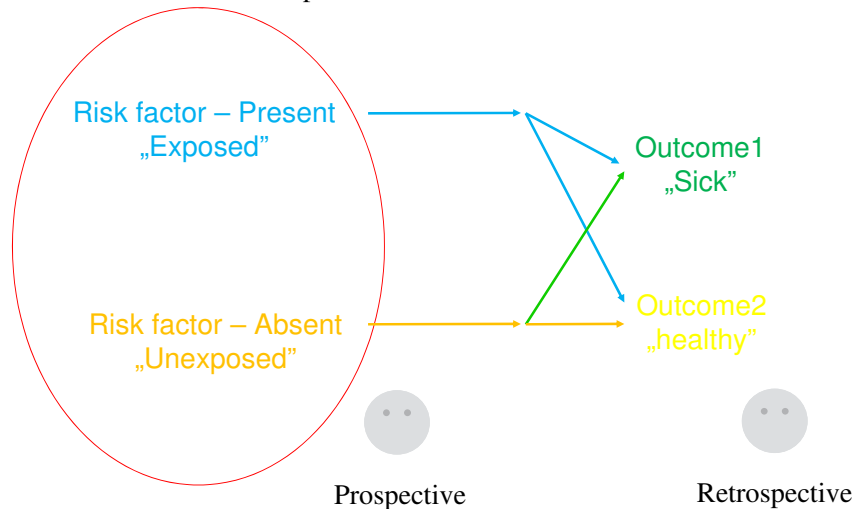 Risk factor – Present
„Exposed”
Outcome1
„Sick”
Risk factor – Absent
„Unexposed”
Outcome2
„healthy”
Prospective
Retrospective